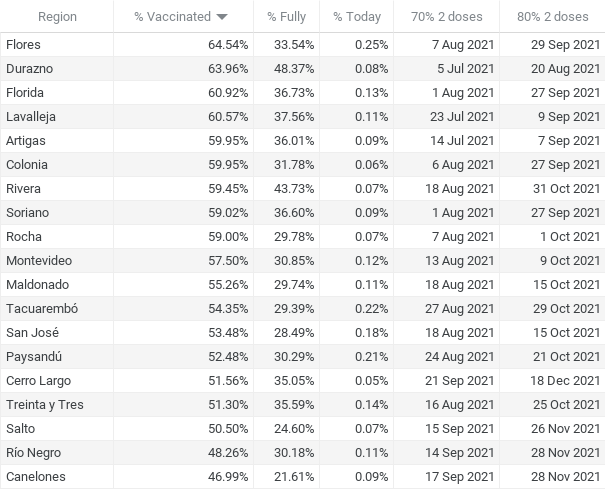 Region % Vaccinated % Fully % Today 70% 2 doses 80% 2 doses
Flores 64.54% 33.54% 0.25% 7 Aug 2021 29 Sep 2021
Durazno 63.96% 48.37% 0.08% 5 Jul 2021 20 Aug 2021
Florida 60.92% 36.73% 0.13% 1 Aug 2021 27 Sep 2021
Lavalleja 60.57% 37.56% 0.11% 23 Jul 2021 9 Sep 2021
Artigas 59.95% 36.01% 0.09% 14 Jul 2021 7 Sep 2021
Colonia 59.95% 31.78% 0.06% 6 Aug 2021 27 Sep 2021
Rivera 59.45% 43.73% 0.07% 18 Aug 2021 31 Oct 2021
Soriano 59.02% 36.60% 0.09% 1 Aug 2021 27 Sep 2021
Rocha 59.00% 29.78% 0.07% 7 Aug 2021 1 Oct 2021
Montevideo 57.50% 30.85% 0.12% 13 Aug 2021 9 Oct 2021
Maldonado 55.26% 29.74% 0.11% 18 Aug 2021 15 Oct 2021
Tacuarembó 54.35% 29.39% 0.22% 27 Aug 2021 29 Oct 2021
San José 53.48% 28.49% 0.18% 18 Aug 2021 15 Oct 2021
Paysandú 52.48% 30.29% 0.21% 24 Aug 2021 21 Oct 2021
Cerro Largo 51.56% 35.05% 0.05% 21 Sep 2021 18 Dec 2021
Treinta y Tres 51.30% 35.59% 0.14% 16 Aug 2021 25 Oct 2021
Salto 50.50% 24.60% 0.07% 15 Sep 2021 26 Nov 2021
Río Negro 48.26% 30.18% 0.11% 14 Sep 2021 28 Nov 2021
Canelones 46.99% 21.61% 0.09% 17 Sep 2021 28 Nov 2021